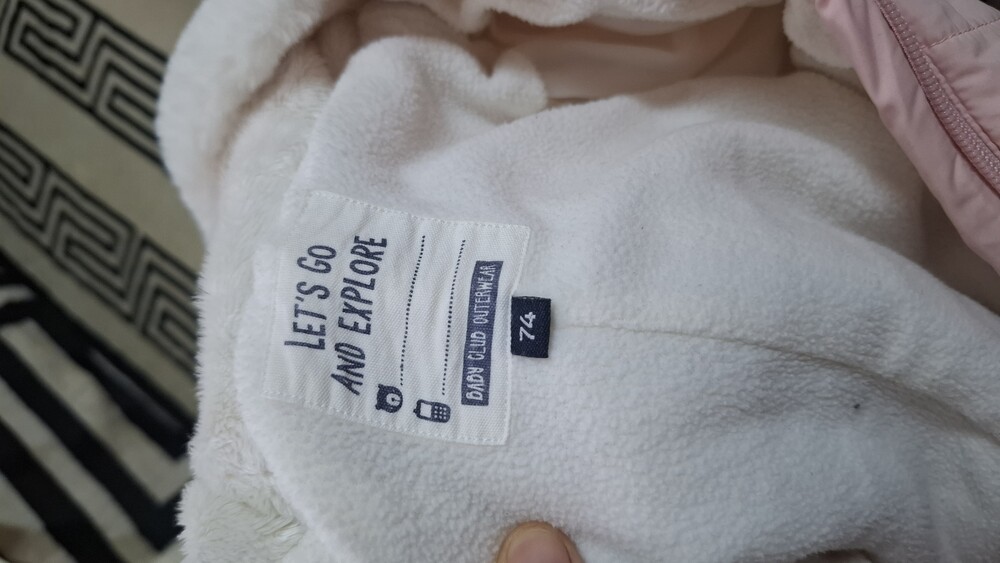 LET'S GO
AND EXPLORE
BABY CLUB OUTERWEAR
74